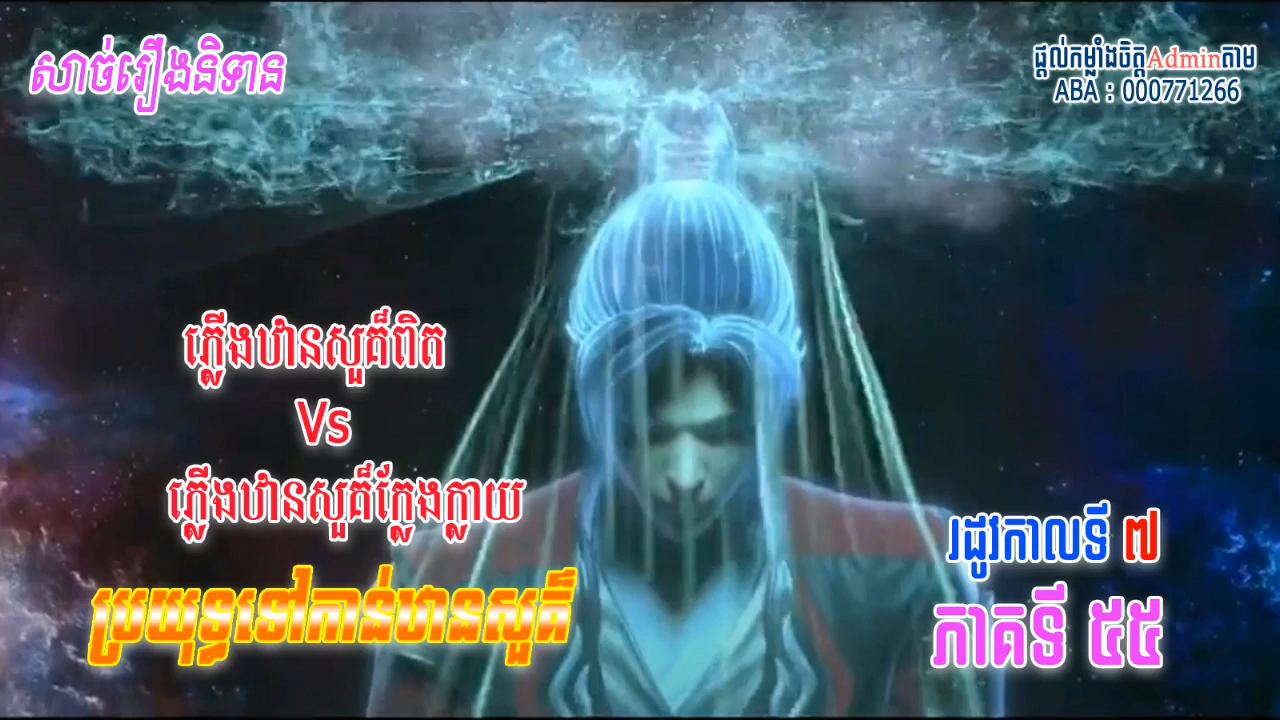 សាច់រឿងនិទាន
ផ្តល់កម្លាំងចិត្តAdminតាម
ABA : 000771266
ភ្លើងឋានសួគ៏ពិត
Vs
ភ្លើងឋានសួគ៏ក្លែងក្លាយ
ប្រយុទ្ធទៅកាន់ឋានសួគ៏
រដូវកាលទី ៧
ភាគទី ៥៥